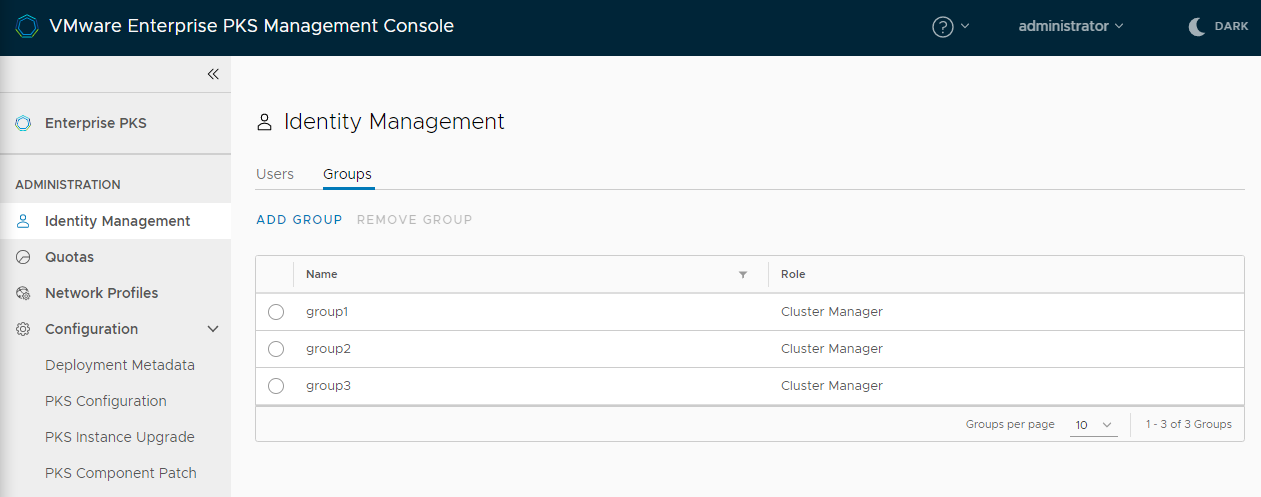 VMware Enterprise PKS Management Console
administrator
DARK
Enterprise PKS
ADMINISTRATION
Identity Management
Quotas
Network Profiles
Configuration
Deployment Metadata
PKS Configuration
PKS Instance Upgrade
PKS Component Patch
Identity Management
Users Groups
ADD GROUP REMOVE GROUP
Name Role
group1 Cluster Manager
group2 Cluster Manager
group3 Cluster Manager
Groups per page 10 1 - 3 of 3 Groups